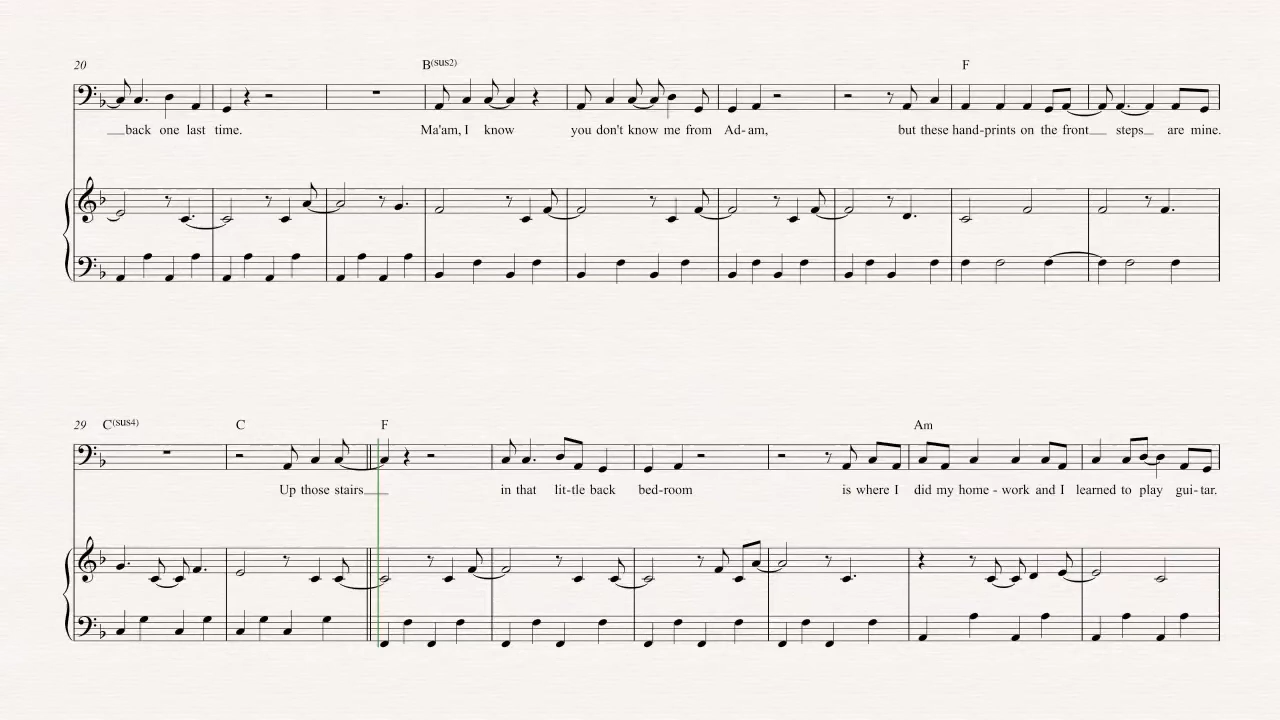 20 B(sus2) F
back one last time. Ma'am, I know you don't know me from Ad-am, but these hand-prints on the front steps are mine.
29 C(sus4) C F Am
Up those stairs in that lit-tle back bed-room is where I did my home - work and I learned to play gui-tar.